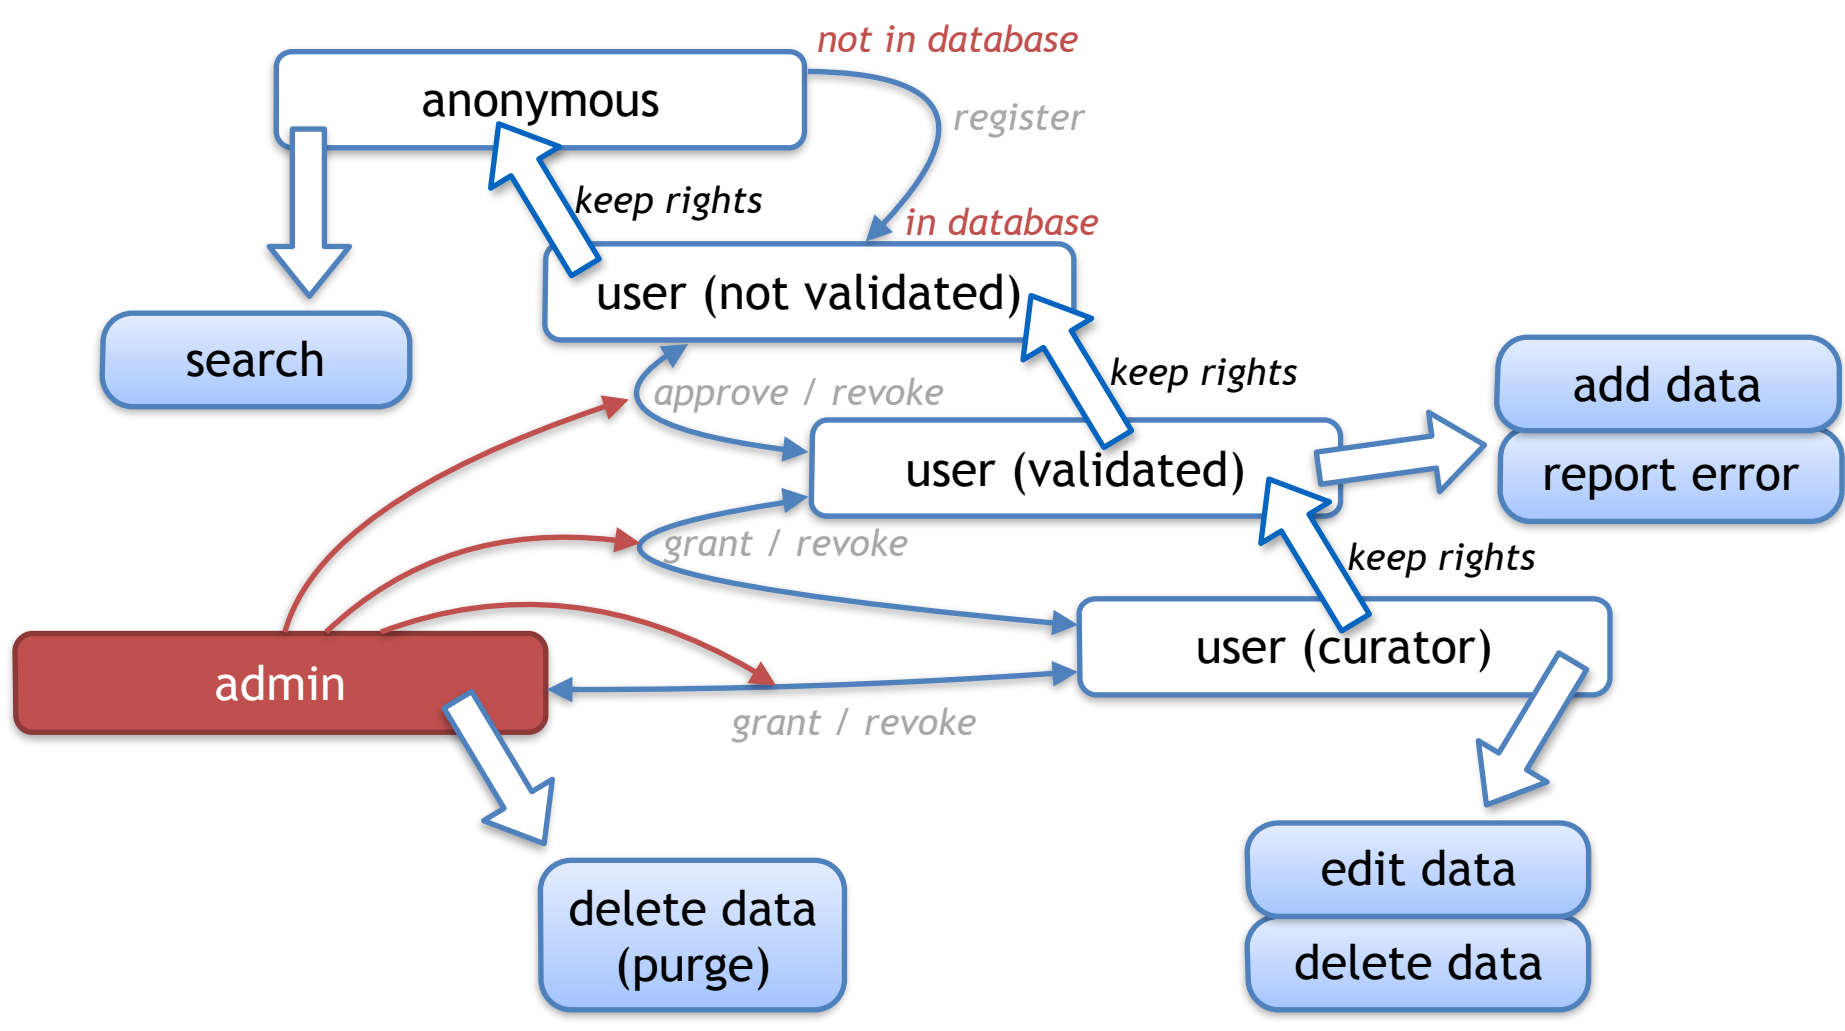 not in database
anonymous
register
keep rights
in database
user (not validated)
search
keep rights
add data
approve / revoke
user (validated)
report error
grant / revoke
keep rights
user (curator)
admin
grant / revoke
edit data
delete data
(purge)
delete data